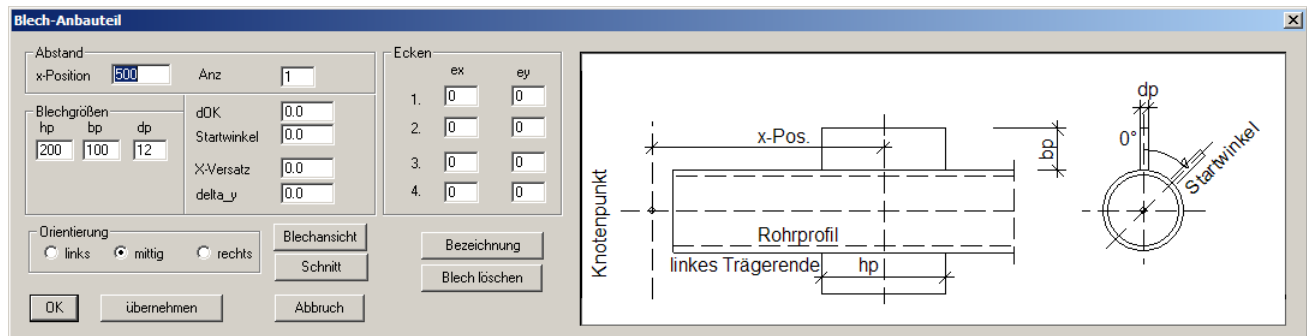 Blech-Anbauteil
Abstand
x-Position 500 Anz 1
Blechgrößen
hp bp dp
200 100 12
dOK 0.0
Startwinkel 0.0
X-Versatz 0.0
delta_y 0.0
Ecken
ex ey
1. 0 0
2. 0 0
3. 0 0
4. 0 0
Orientierung
links mittig rechts
Blechansicht
Schnitt
Bezeichnung
Blech löschen
OK übernehmen Abbruch
x-Pos.
bp
dp
0°
Startwinkel
Knotenpunkt
Rohrprofil
linkes Trägerende
hp